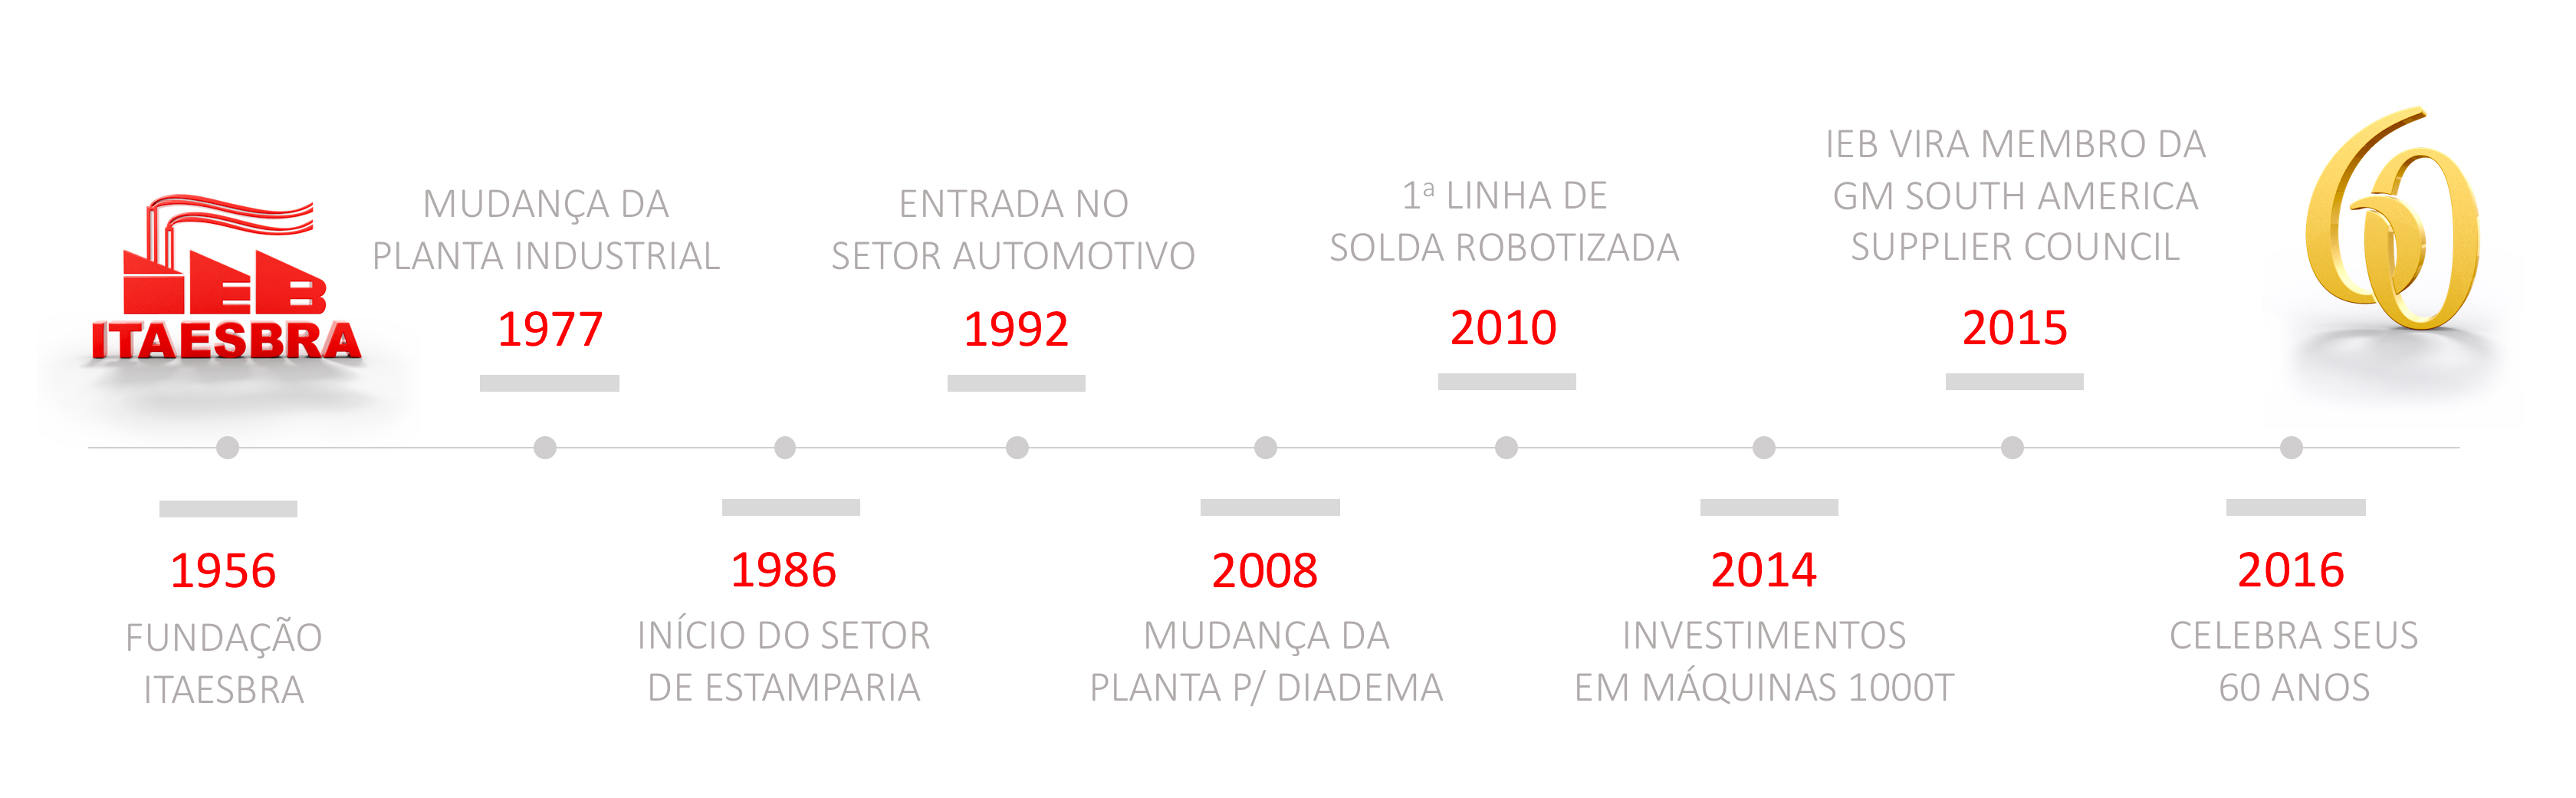 IEB
ITAESBRA
1956
FUNDAÇÃO
ITAESBRA
MUDANÇA DA
PLANTA INDUSTRIAL
1977
1986
INÍCIO DO SETOR
DE ESTAMPARIA
ENTRADA NO
SETOR AUTOMOTIVO
1992
2008
MUDANÇA DA
PLANTA P/ DIADEMA
1ª LINHA DE
SOLDA ROBOTIZADA
2010
2014
INVESTIMENTOS
EM MÁQUINAS 1000T
IEB VIRA MEMBRO DA
GM SOUTH AMERICA
SUPPLIER COUNCIL
2015
60
2016
CELEBRA SEUS
60 ANOS